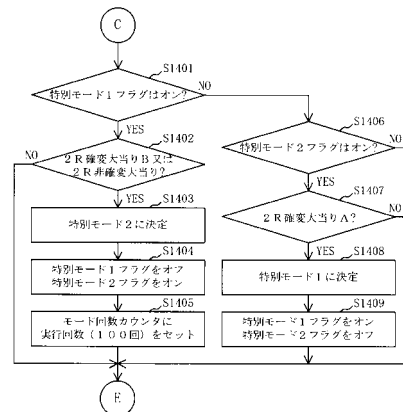 C
S1401
特別モード1フラグはオン?
NO
YES
S1402
NO
2R確変大当りB又は
2R非確変大当り?
YES
S1403
特別モード2に決定
S1404
特別モード1フラグをオフ
特別モード2フラグをオン
S1405
モード回数カウンタに
実行回数(100回)をセット
E
S1406
特別モード2フラグはオン?
NO
YES
S1407
2R確変大当りA?
NO
YES
S1408
特別モード1に決定
S1409
特別モード1フラグをオン
特別モード2フラグをオフ